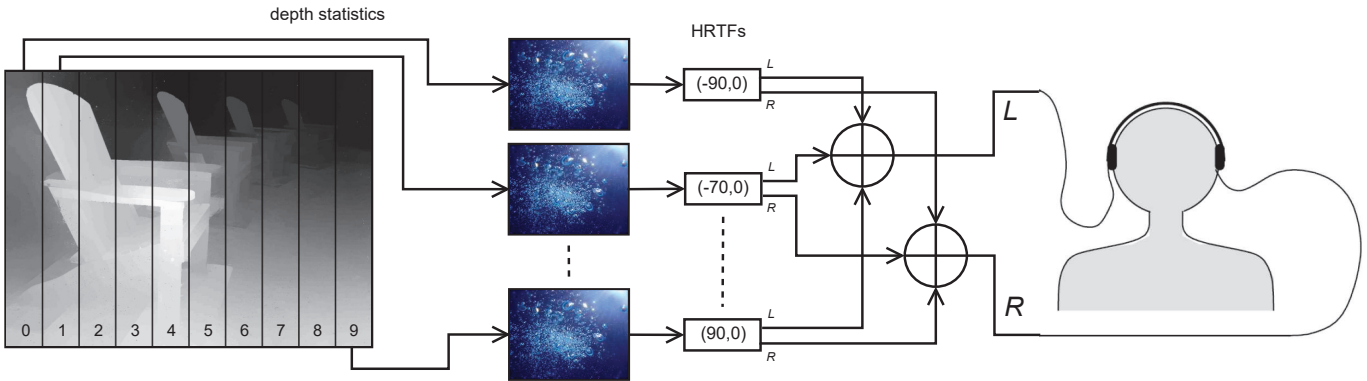 depth statistics
HRTFs
0 1 2 3 4 5 6 7 8 9
(-90,0)
L
R
(-70,0)
L
R
(90,0)
L
R
L
R